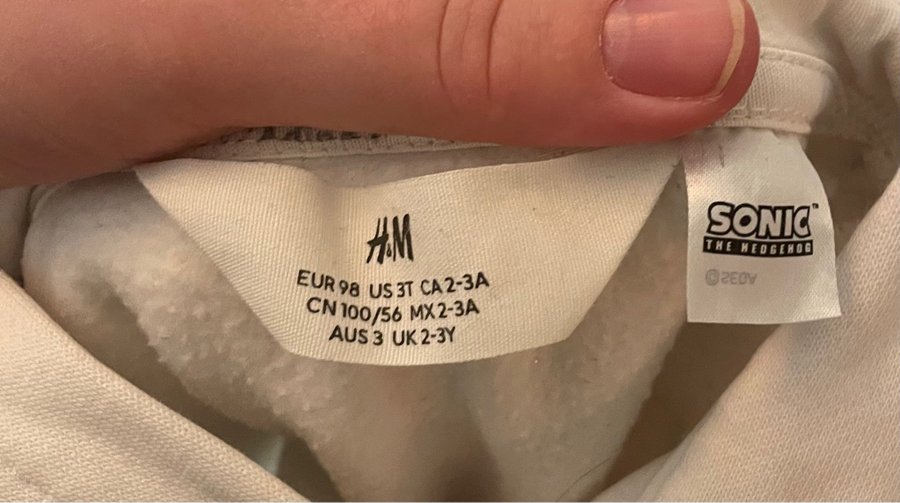 H&M
EUR 98 US 3T CA 2-3A
CN 100/56 MX 2-3A
AUS 3 UK 2-3Y
SONIC™
THE HEDGEHOG
©SEGA